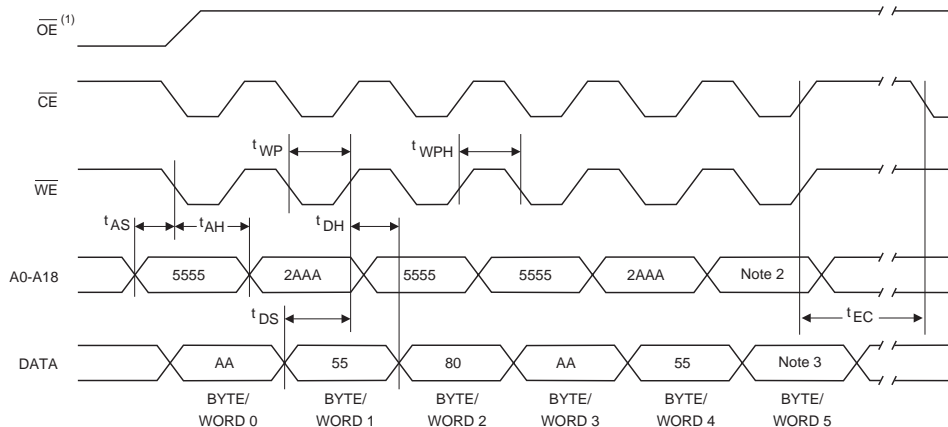 OE (1)
CE
t WP
t WPH
WE
t AS
t AH
t DH
A0-A18
5555
2AAA
5555
5555
2AAA
Note 2
t DS
t EC
DATA
AA
55
80
AA
55
Note 3
BYTE/
WORD 0
BYTE/
WORD 1
BYTE/
WORD 2
BYTE/
WORD 3
BYTE/
WORD 4
BYTE/
WORD 5